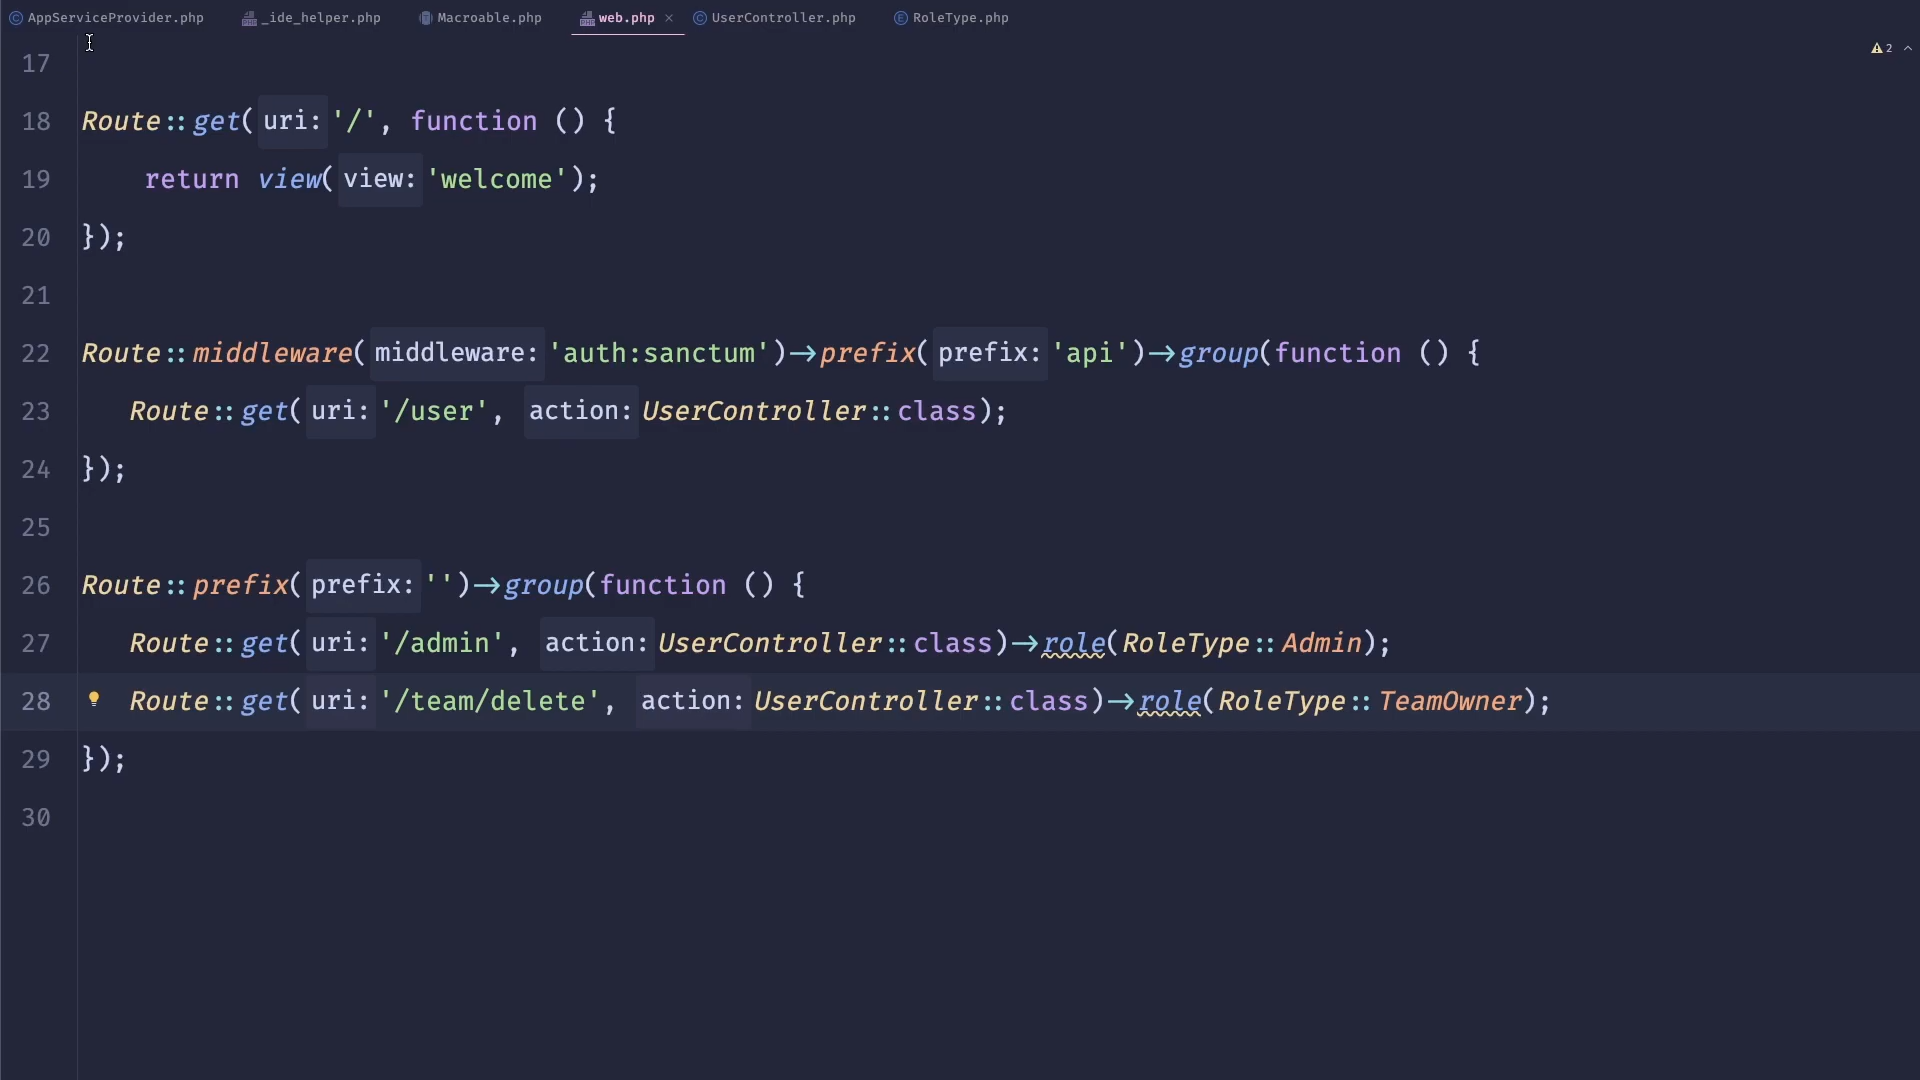 AppServiceProvider.php _ide_helper.php Macroable.php web.php × UserController.php RoleType.php
2
17
18 Route::get( uri: '/', function () {
19 return view( view: 'welcome');
20 });
21
22 Route::middleware( middleware: 'auth:sanctum')->prefix( prefix: 'api')->group(function () {
23 Route::get( uri: '/user', action: UserController::class);
24 });
25
26 Route::prefix( prefix: '')->group(function () {
27 Route::get( uri: '/admin', action: UserController::class)->role(RoleType::Admin);
28 Route::get( uri: '/team/delete', action: UserController::class)->role(RoleType::TeamOwner);
29 });
30